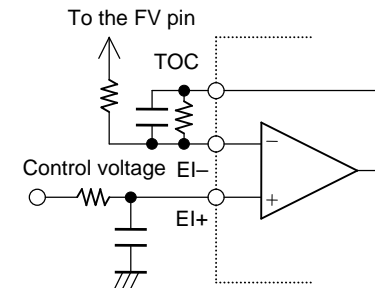 To the FV pin
TOC
Control voltage
EI–
EI+
−
+